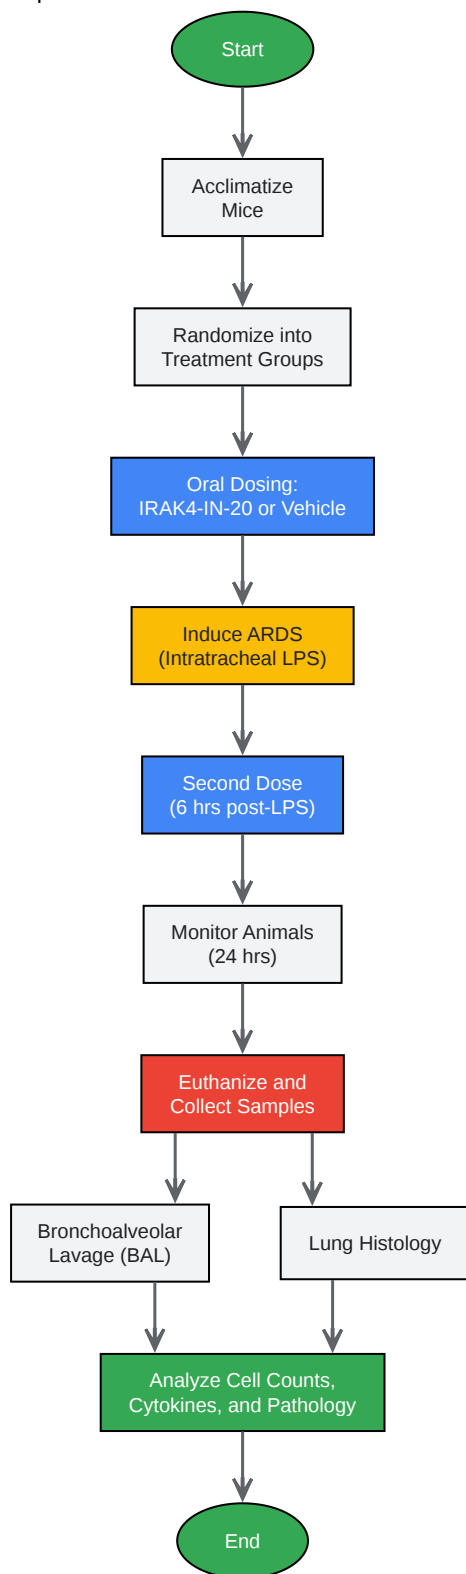 Start
Acclimatize
Mice
Randomize into
Treatment Groups
Oral Dosing:
IRAK4-IN-20 or Vehicle
Induce ARDS
(Intratracheal LPS)
Second Dose
(6 hrs post-LPS)
Monitor Animals
(24 hrs)
Euthanize and
Collect Samples
Bronchoalveolar
Lavage (BAL)
Lung Histology
Analyze Cell Counts,
Cytokines, and Pathology
End